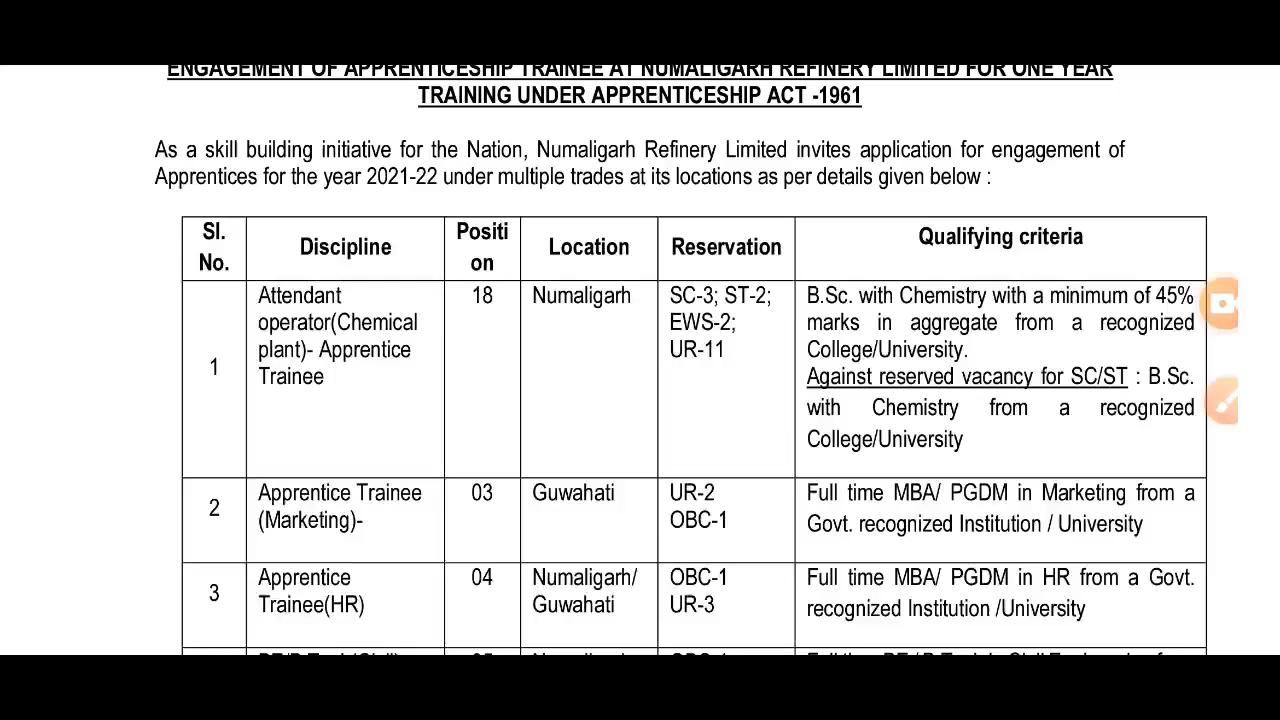 ENGAGEMENT OF APPRENTICESHIP TRAINEE AT NUMALIGARH REFINERY LIMITED FOR ONE YEAR
TRAINING UNDER APPRENTICESHIP ACT -1961
As a skill building initiative for the Nation, Numaligarh Refinery Limited invites application for engagement of
Apprentices for the year 2021-22 under multiple trades at its locations as per details given below :
Sl.
No.
Discipline
Positi
on
Location
Reservation
Qualifying criteria
1
Attendant
operator(Chemical
plant)- Apprentice
Trainee
18
Numaligarh
SC-3; ST-2;
EWS-2;
UR-11
B.Sc. with Chemistry with a minimum of 45%
marks in aggregate from a recognized
College/University.
Against reserved vacancy for SC/ST : B.Sc.
with Chemistry from a recognized
College/University
2
Apprentice Trainee
(Marketing)-
03
Guwahati
UR-2
OBC-1
Full time MBA/ PGDM in Marketing from a
Govt. recognized Institution / University
3
Apprentice
Trainee(HR)
04
Numaligarh/
Guwahati
OBC-1
UR-3
Full time MBA/ PGDM in HR from a Govt.
recognized Institution /University